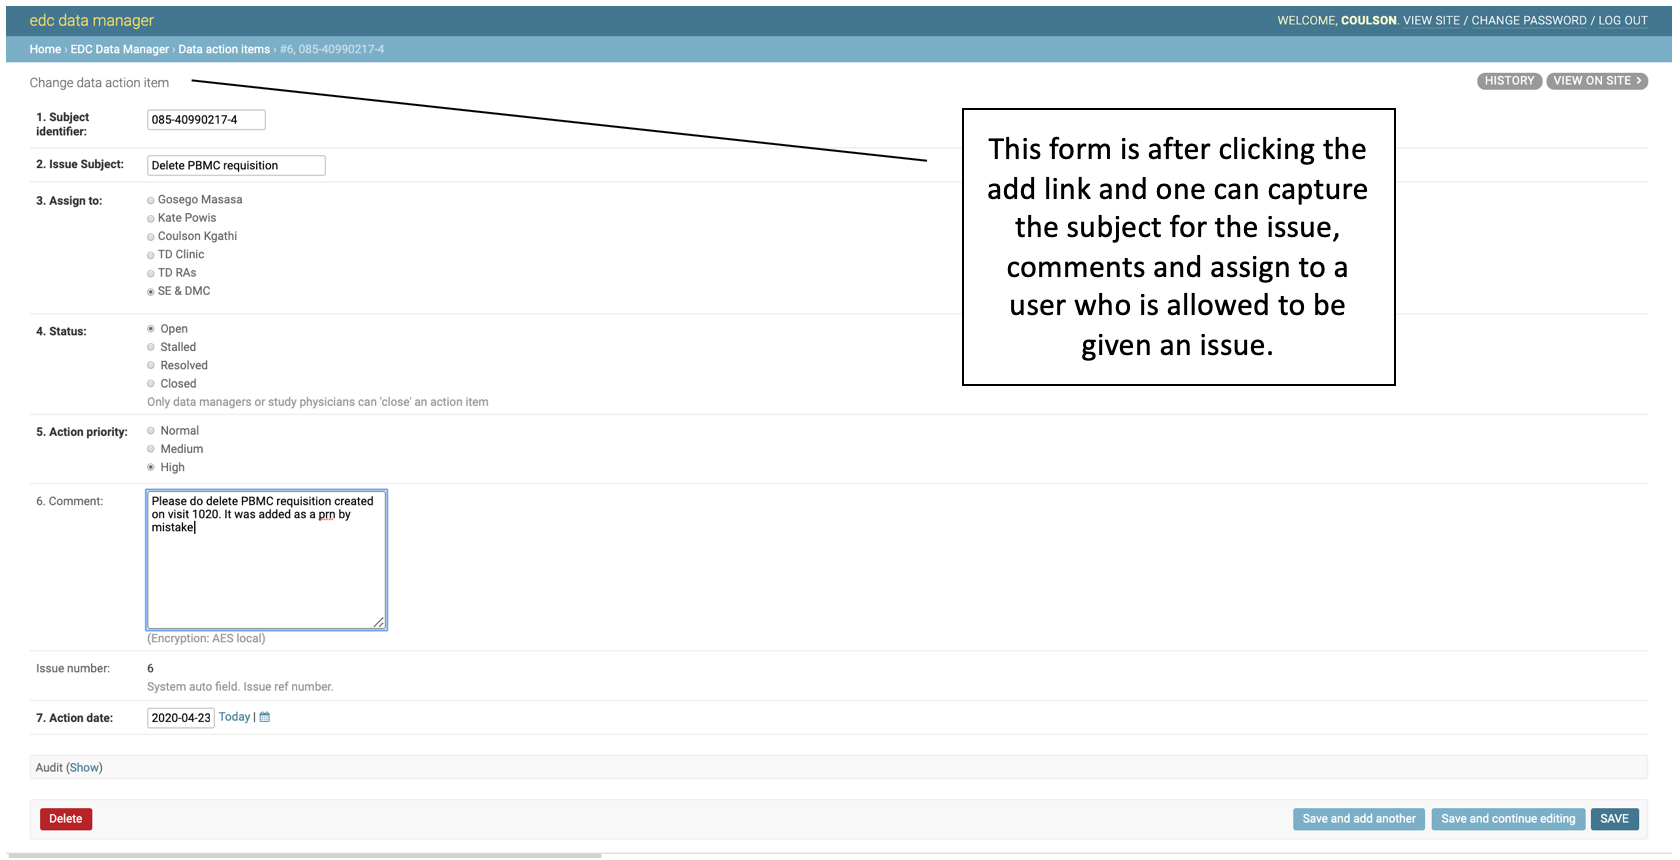 edc data manager
WELCOME, COULSON. VIEW SITE / CHANGE PASSWORD / LOG OUT
Home › EDC Data Manager › Data action items › #6, 085-40990217-4
Change data action item
HISTORY
VIEW ON SITE >
1. Subject
identifier:
085-40990217-4
2. Issue Subject:
Delete PBMC requisition
3. Assign to:
Gosego Masasa
Kate Powis
Coulson Kgathi
TD Clinic
TD RAs
SE & DMC
This form is after clicking the
add link and one can capture
the subject for the issue,
comments and assign to a
user who is allowed to be
given an issue.
4. Status:
Open
Stalled
Resolved
Closed
Only data managers or study physicians can 'close' an action item
5. Action priority:
Normal
Medium
High
6. Comment:
Please do delete PBMC requisition created
on visit 1020. It was added as a prn by
mistake
(Encryption: AES local)
Issue number:
6
System auto field. Issue ref number.
7. Action date:
2020-04-23
Today |
Audit (Show)
Delete
Save and add another
Save and continue editing
SAVE